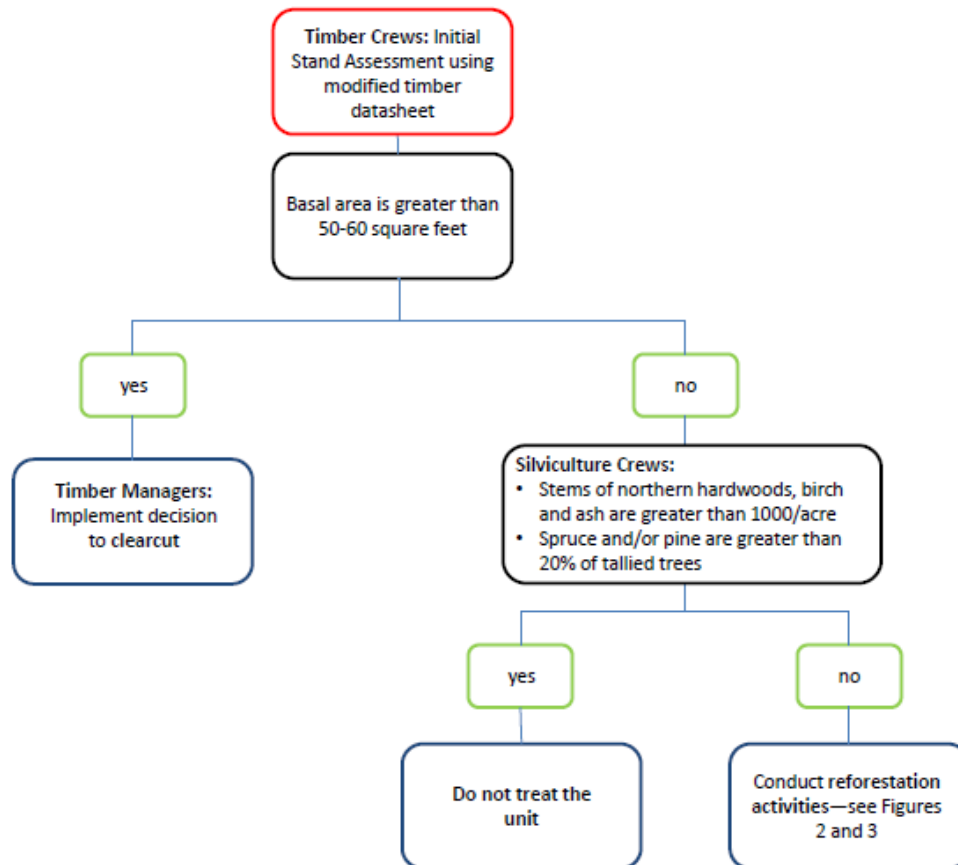 Timber Crews: Initial
Stand Assessment using
modified timber
datasheet
Basal area is greater than
50-60 square feet
yes
no
Timber Managers:
Implement decision
to clearcut
Silviculture Crews:
• Stems of northern hardwoods, birch
and ash are greater than 1000/acre
• Spruce and/or pine are greater than
20% of tallied trees
yes
no
Do not treat the
unit
Conduct reforestation
activities—see Figures
2 and 3